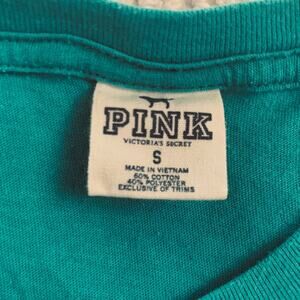 PINK
VICTORIA'S SECRET
S
MADE IN VIETNAM
60% COTTON
40% POLYESTER
EXCLUSIVE OF TRIMS